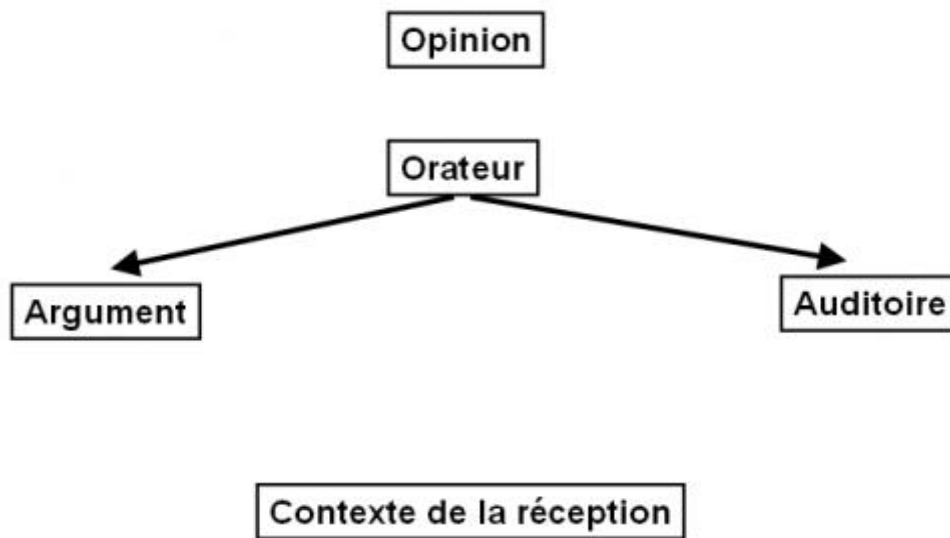 Opinion
Orateur
Argument
Auditoire
Contexte de la réception